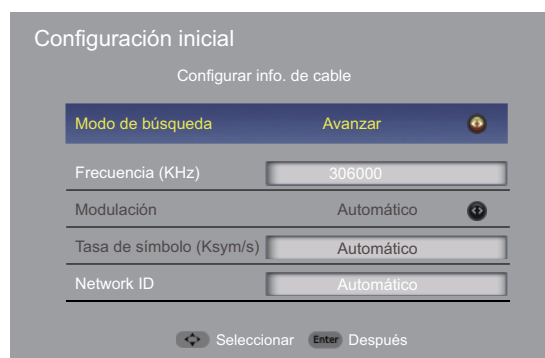 Configuración inicial
Configurar info. de cable
Modo de búsqueda Avanzar
Frecuencia (KHz) 306000
Modulación Automático
Tasa de símbolo (Ksym/s) Automático
Network ID Automático
Seleccionar Enter Después